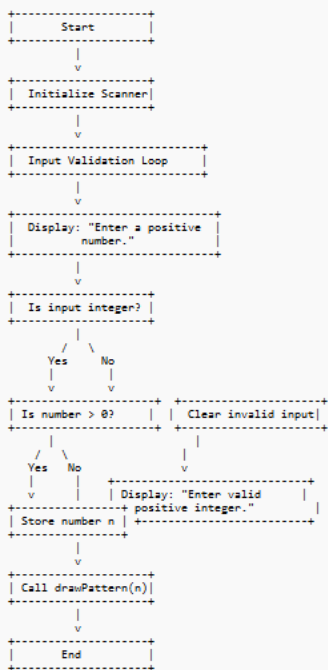 Start
Initialize Scanner
Input Validation Loop
Display: "Enter a positive
number."
Is input integer?
Yes No
Is number > 0? Clear invalid input
Yes No
Display: "Enter valid
positive integer."
Store number n
Call drawPattern(n)
End